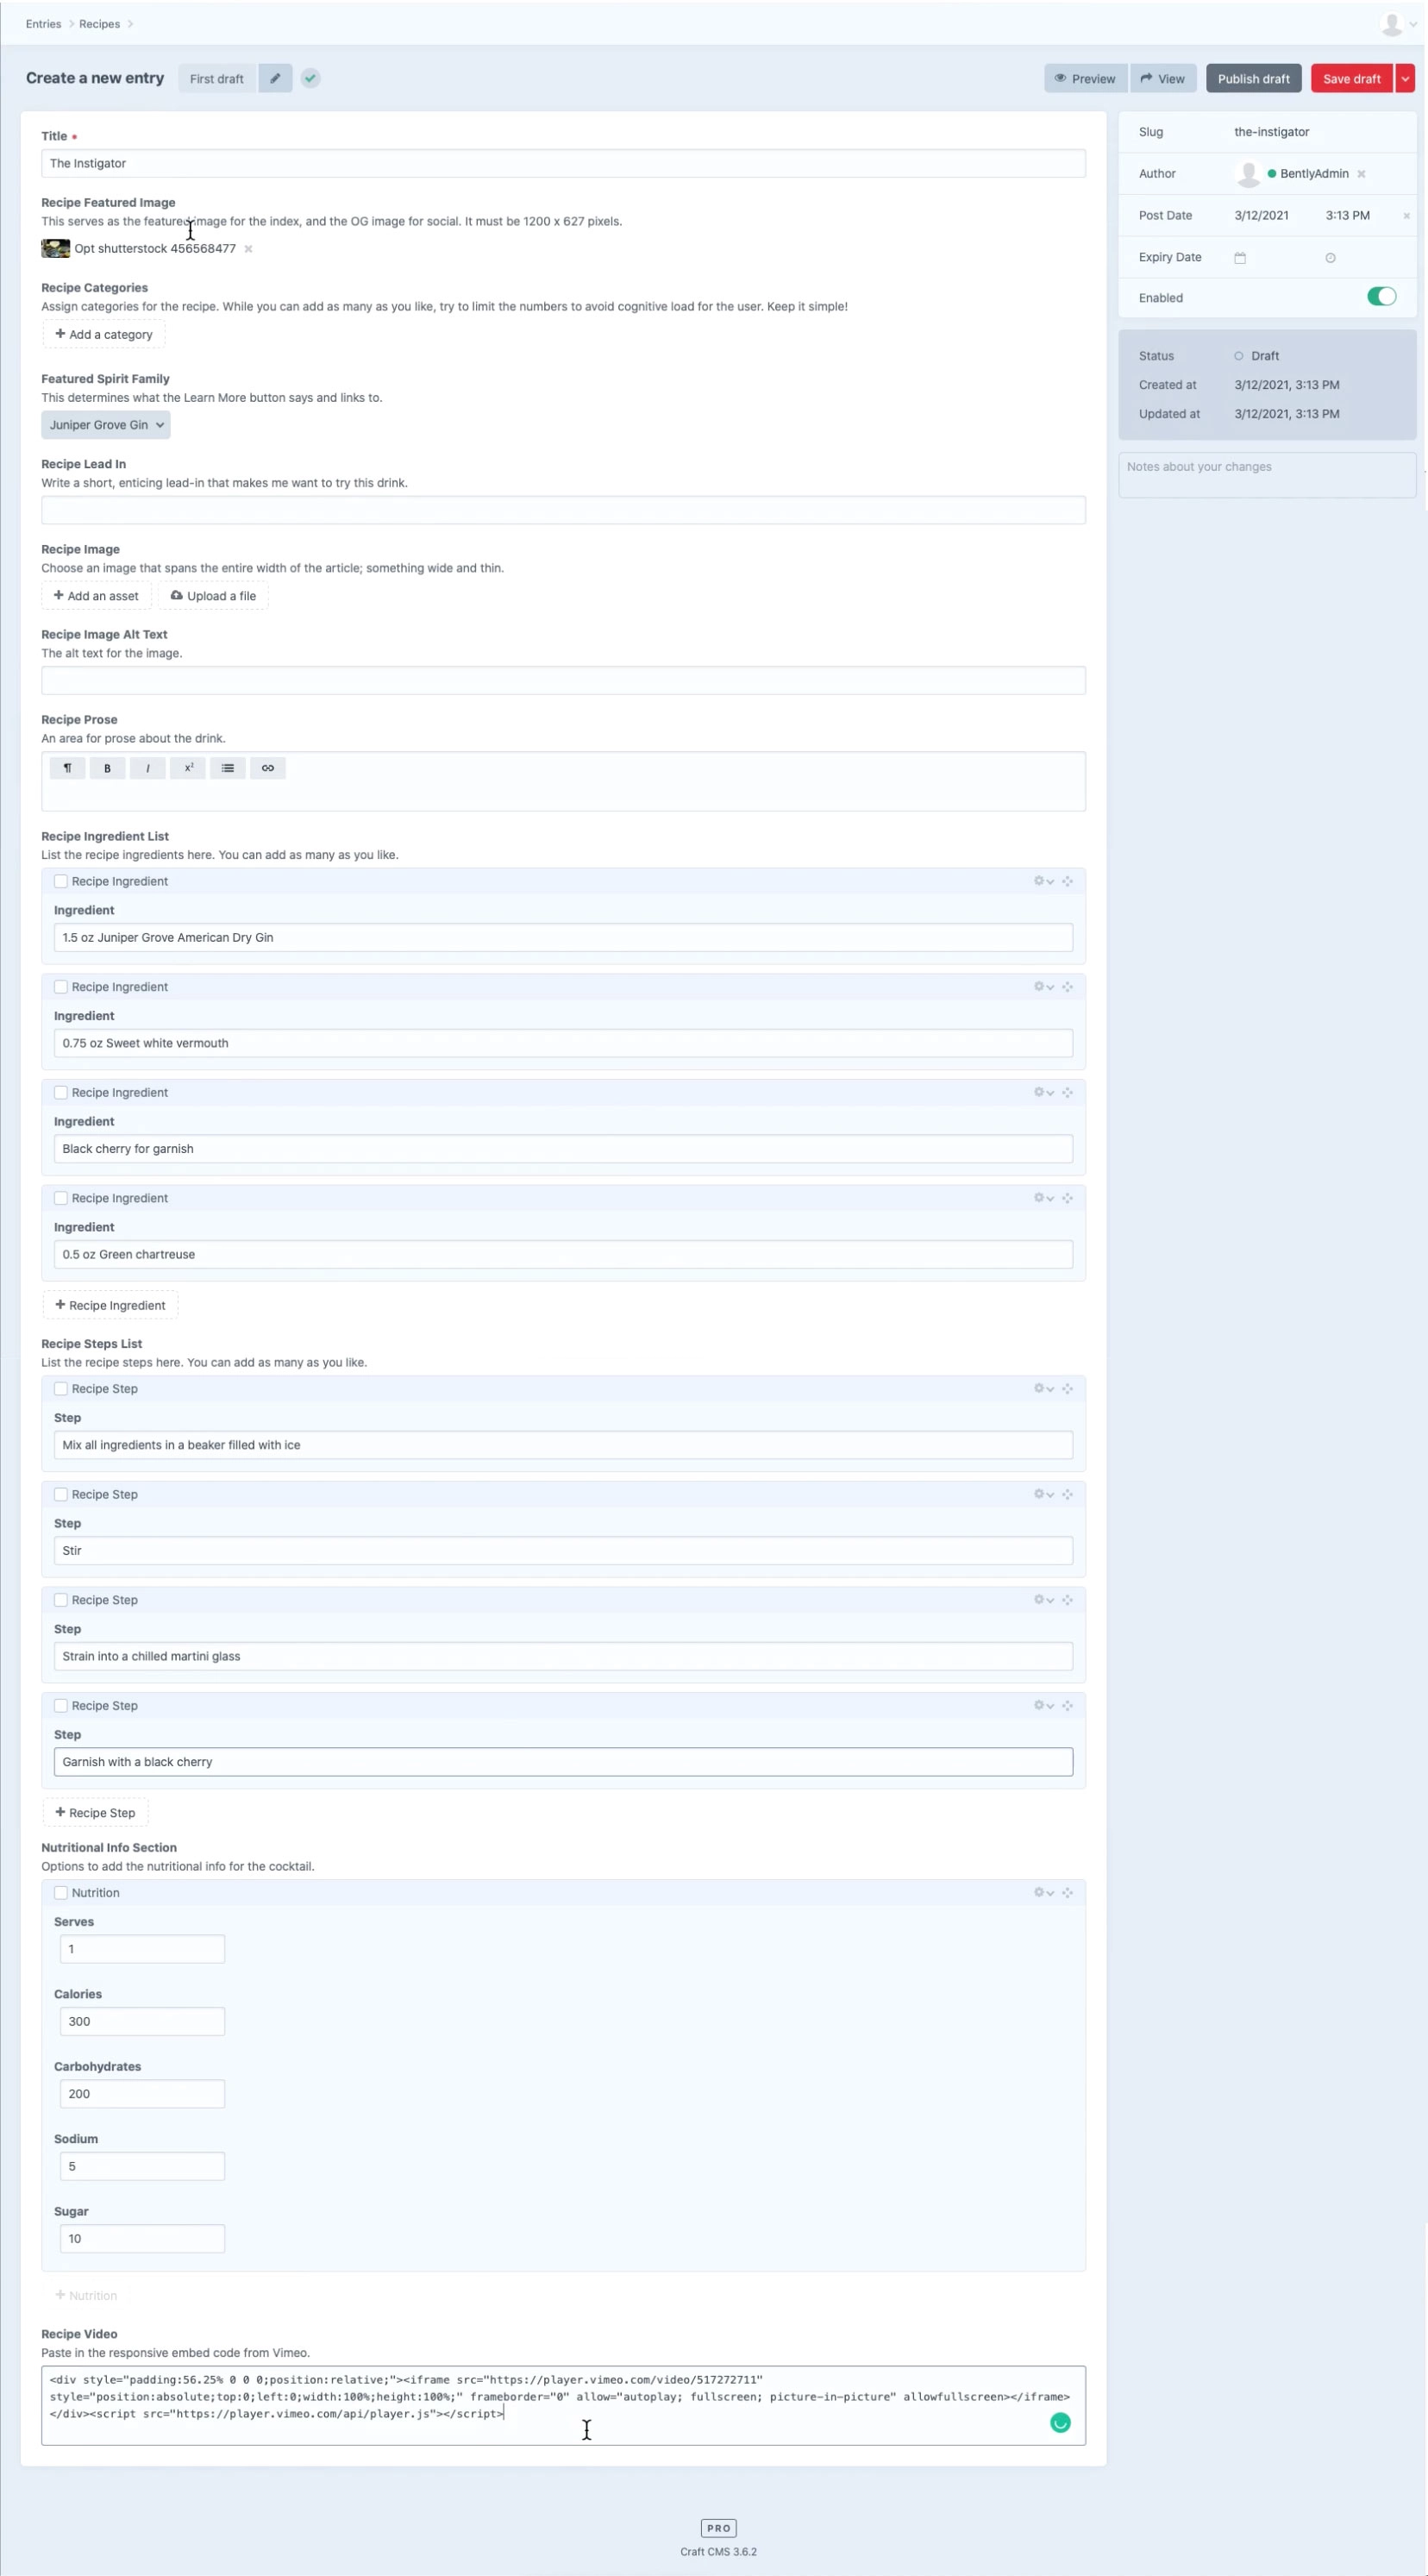 Entries
Recipes
Create a new entry
First draft
Preview
View
Publish draft
Save draft
Title
The Instigator
Recipe Featured Image
This serves as the featured image for the index, and the OG image for social. It must be 1200 x 627 pixels.
Opt shutterstock 456568477
Recipe Categories
Assign categories for the recipe. While you can add as many as you like, try to limit the numbers to avoid cognitive load for the user. Keep it simple!
+ Add a category
Featured Spirit Family
This determines what the Learn More button says and links to.
Juniper Grove Gin
Recipe Lead In
Write a short, enticing lead-in that makes me want to try this drink.
Recipe Image
Choose an image that spans the entire width of the article; something wide and thin.
+ Add an asset
Upload a file
Recipe Image Alt Text
The alt text for the image.
Recipe Prose
An area for prose about the drink.
¶ B I x²
Recipe Ingredient List
List the recipe ingredients here. You can add as many as you like.
Recipe Ingredient
Ingredient
1.5 oz Juniper Grove American Dry Gin
Recipe Ingredient
Ingredient
0.75 oz Sweet white vermouth
Recipe Ingredient
Ingredient
Black cherry for garnish
Recipe Ingredient
Ingredient
0.5 oz Green chartreuse
+ Recipe Ingredient
Recipe Steps List
List the recipe steps here. You can add as many as you like.
Recipe Step
Step
Mix all ingredients in a beaker filled with ice
Recipe Step
Step
Stir
Recipe Step
Step
Strain into a chilled martini glass
Recipe Step
Step
Garnish with a black cherry
+ Recipe Step
Nutritional Info Section
Options to add the nutritional info for the cocktail.
Nutrition
Serves
1
Calories
300
Carbohydrates
200
Sodium
5
Sugar
10
+ Nutrition
Recipe Video
Paste in the responsive embed code from Vimeo.
<div style="padding:56.25% 0 0 0;position:relative;"><iframe src="https://player.vimeo.com/video/517272711"
style="position:absolute;top:0;left:0;width:100%;height:100%;" frameborder="0" allow="autoplay; fullscreen; picture-in-picture" allowfullscreen></iframe>
</div><script src="https://player.vimeo.com/api/player.js"></script>
Slug
the-instigator
Author
BentlyAdmin
Post Date
3/12/2021
3:13 PM
Expiry Date
Enabled
Status
Draft
Created at
3/12/2021, 3:13 PM
Updated at
3/12/2021, 3:13 PM
Notes about your changes
PRO
Craft CMS 3.6.2